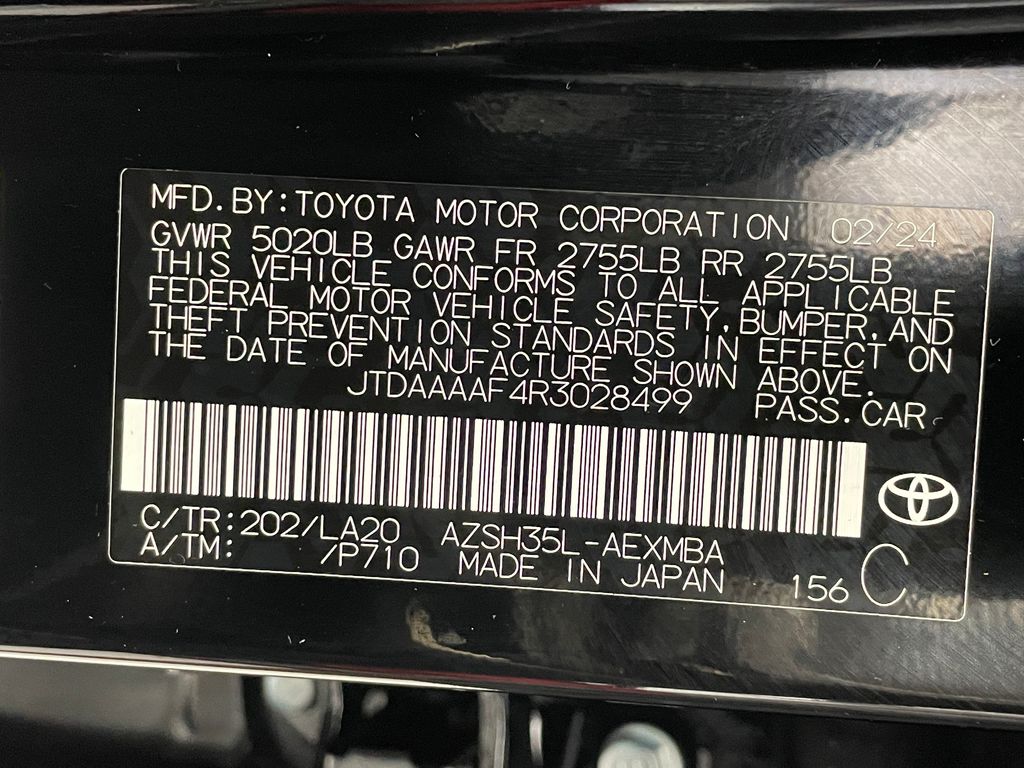 MFD.BY:TOYOTA MOTOR CORPORATION 02/24
GVWR 5020LB GAWR FR 2755LB RR 2755LB
THIS VEHICLE CONFORMS TO ALL APPLICABLE
FEDERAL MOTOR VEHICLE SAFETY,BUMPER,AND
THEFT PREVENTION STANDARDS IN EFFECT ON
THE DATE OF MANUFACTURE SHOWN ABOVE.
JTDAAAAF4R3028499 PASS.CAR
C/TR:202/LA20 AZSH35L-AEXMBA
A/TM: /P710 MADE IN JAPAN 156 C